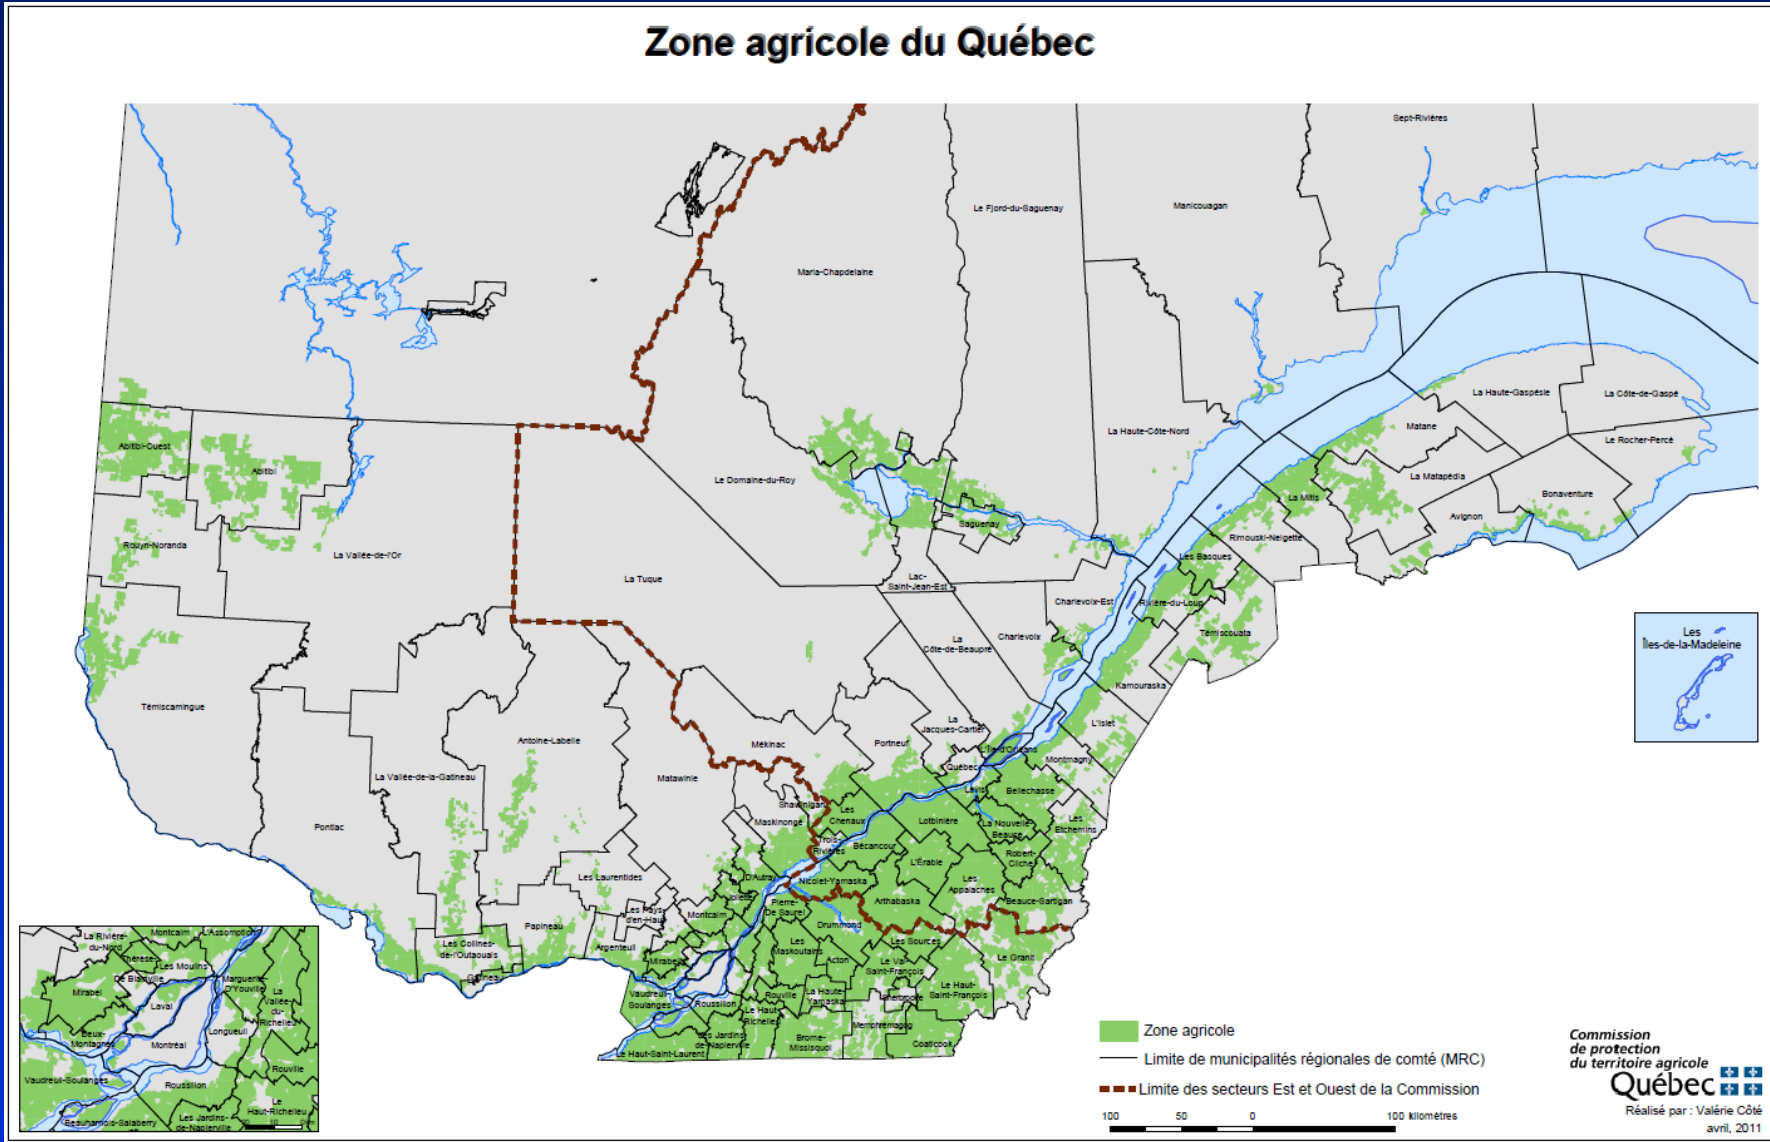 Zone agricole du Québec
Sept-Rivières
Le Fjord-du-Saguenay
Manicouagan
Maria-Chapdelaine
La Haute-Gaspésie
La Côte-de-Gaspé
Matane
La Haute-Côte-Nord
Le Rocher-Percé
Abitibi-Ouest
Abitibi
La Matapédia
Le Domaine-du-Roy
La Mitis
Bonaventure
Avignon
Saguenay
Rimouski-Neigette
Rouyn-Noranda
La Vallée-de-l'Or
Les Basques
La Tuque
Lac-
Saint-Jean-Est
Charlevoix-Est
Rivière-du-Loup
Témiscouata
Charlevoix
La
Côte-de-Beaupré
Les
Îles-de-la-Madeleine
Kamouraska
Témiscamingue
L'Islet
La
Jacques-Cartier
Antoine-Labelle
Mékinac
Portneuf
L'Île-d'Orléans
Montmagny
Québec
La Vallée-de-la-Gatineau
Matawinie
Lévis
Bellechasse
Shawinigan
Les
Chenaux
Maskinongé
Lotbinière
La Nouvelle-
Beauce
Les
Etchemins
Pontiac
Trois-
Rivières
Bécancour
L'Érable
Robert-
Cliche
Les Laurentides
D'Autray
Nicolet-Yamaska
Les
Appalaches
Joliette
Pierre-
De Saurel
Arthabaska
Beauce-Sartigan
Les Pays-
d'en-Haut
Montcalm
Papineau
Drummond
Argenteuil
Les Collines-
de-l'Outaouais
Les
Maskoutains
Les Sources
Acton
Mirabel
Le Val-
Saint-François
Le Granit
Gatineau
Vaudreuil-
Soulanges
Roussillon
Rouville
La Haute-
Yamaska
Sherbrooke
Le Haut-
Saint-François
Le Haut-
Richelieu
Memphrémagog
Les Jardins-
de-Napierville
Brome-
Missisquoi
Coaticook
Le Haut-Saint-Laurent
La Rivière-
du-Nord
Montcalm
L'Assomption
Thérèse-
De Blainville
Les Moulins
Marguerite-
D'Youville
Mirabel
La
Vallée-
du-
Richelieu
Laval
Longueuil
Deux-
Montagnes
Montréal
Rouville
Vaudreuil-Soulanges
Roussillon
Le
Haut-Richelieu
Beauharnois-Salaberry
Les Jardins-
de-Napierville
Zone agricole
Limite de municipalités régionales de comté (MRC)
Limite des secteurs Est et Ouest de la Commission
100 50 0 100 kilomètres
Commission
de protection
du territoire agricole
Québec
Réalisé par : Valérie Côté
avril, 2011